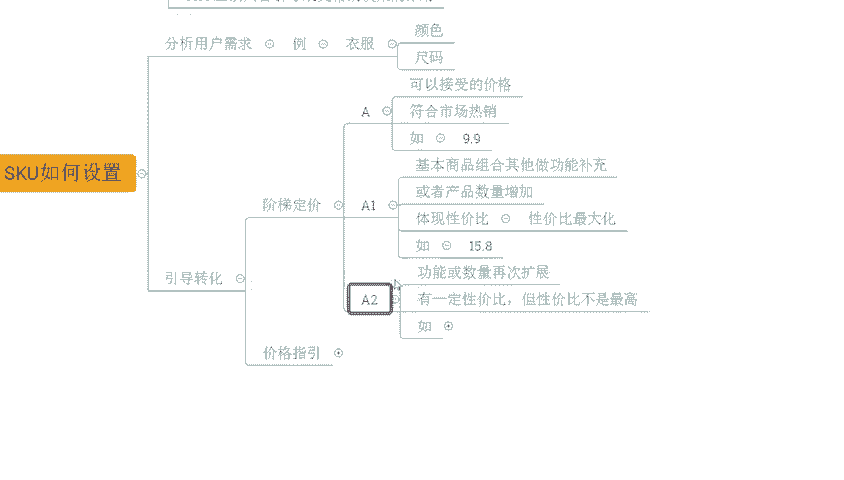 SKU如何设置
分析用户需求 例 衣服
颜色
尺码
引导转化
阶梯定价
A
可以接受的价格
符合市场热销
如 9.9
A1
基本商品组合其他做功能补充
或者产品数量增加
体现性价比 性价比最大化
如 15.8
A2
功能或数量再次扩展
有一定性价比，但性价比不是最高
如
价格指引